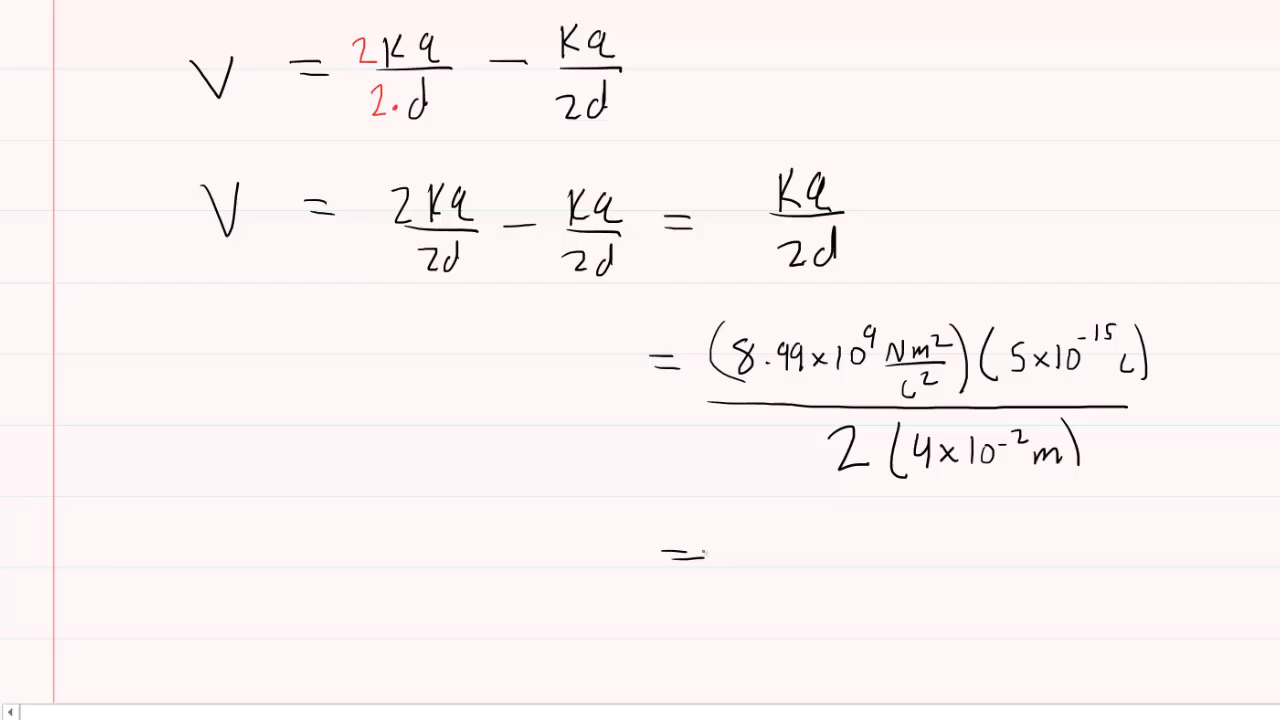 V = 2Kq/2·d − Kq/2d
V = 2Kq/2d − Kq/2d = Kq/2d
= (8.99×10⁹ Nm²/C²)(5×10⁻¹⁵ C) / 2(4×10⁻² m)
=